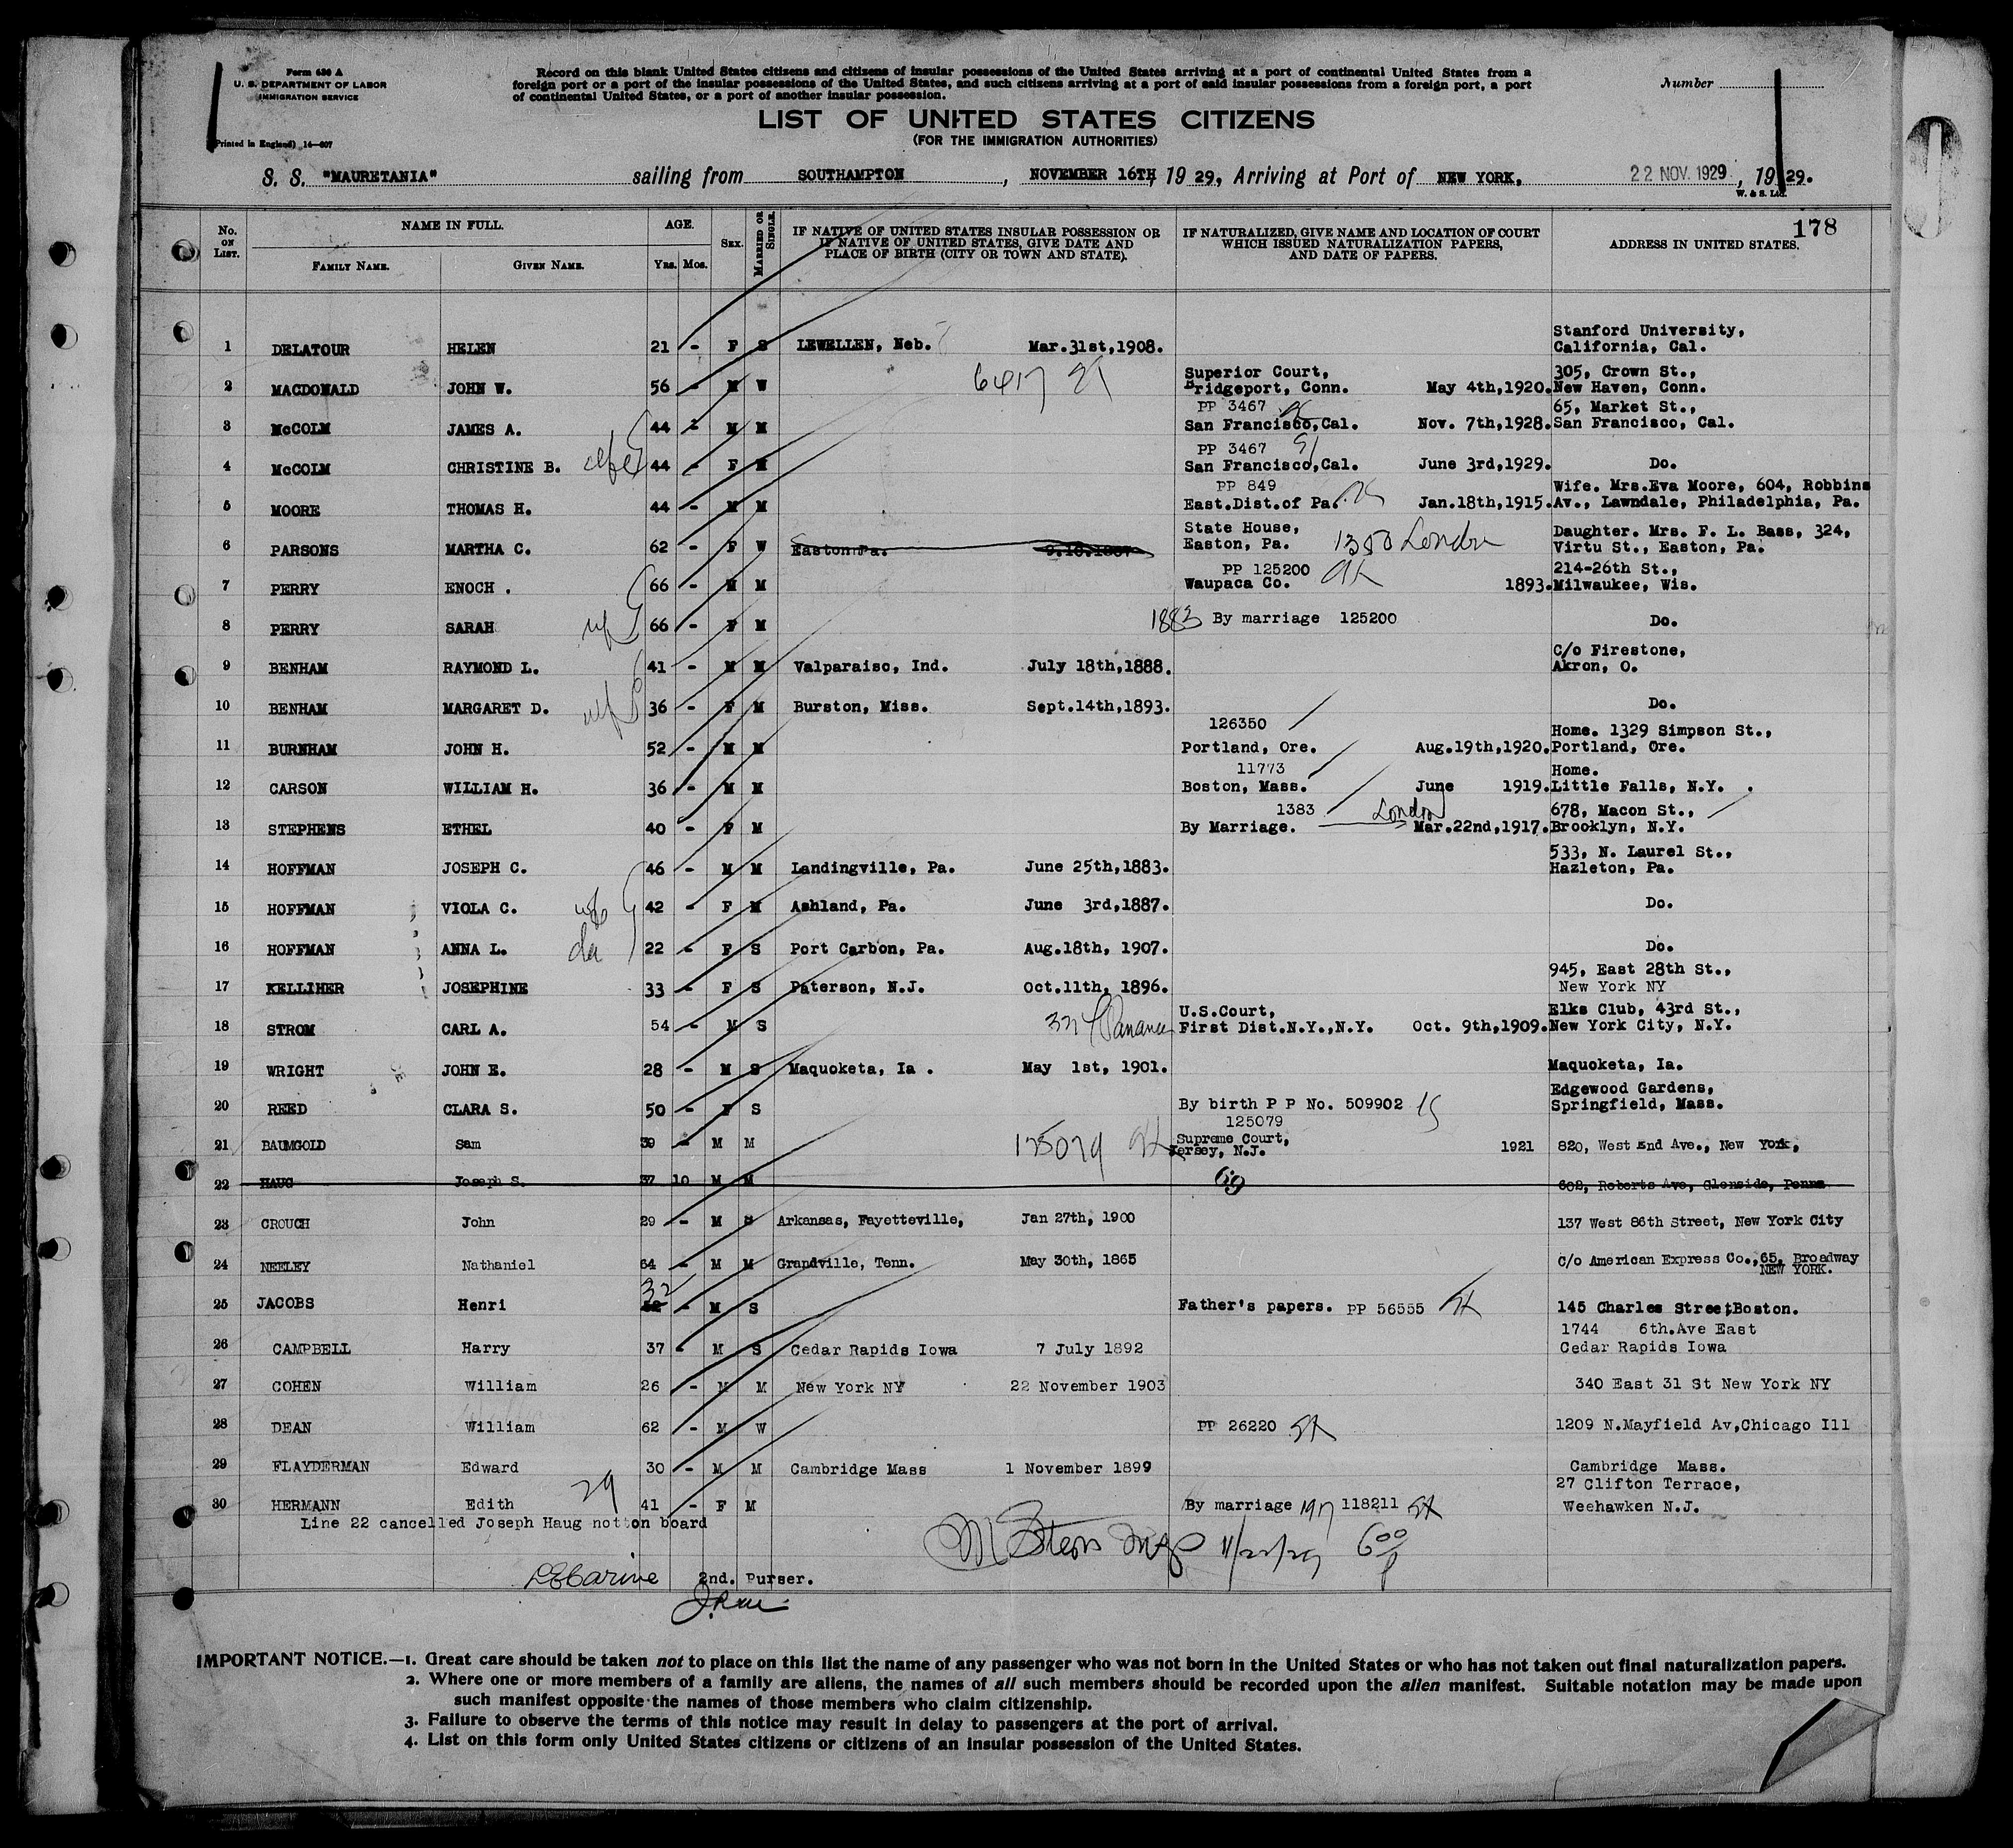 Form 630 A
U. S. DEPARTMENT OF LABOR
IMMIGRATION SERVICE
(Printed in England) 14—607
Record on this blank United States citizens and citizens of insular possessions of the United States arriving at a port of continental United States from a
foreign port or a port of the insular possessions of the United States, and such citizens arriving at a port of said insular possessions from a foreign port, a port
of continental United States, or a port of another insular possession.
Number
LIST OF UNITED STATES CITIZENS
(FOR THE IMMIGRATION AUTHORITIES)
S. S. "MAURETANIA" sailing from SOUTHAMPTON, NOVEMBER 16TH, 19 29, Arriving at Port of NEW YORK, 22 NOV. 1929, 19 29.
W. & S. Ltd.
178
No. ON LIST. NAME IN FULL. FAMILY NAME. GIVEN NAME. AGE. Yrs. Mos. SEX. MARRIED OR SINGLE. IF NATIVE OF UNITED STATES INSULAR POSSESSION OR IF NATIVE OF UNITED STATES, GIVE DATE AND PLACE OF BIRTH (CITY OR TOWN AND STATE). IF NATURALIZED, GIVE NAME AND LOCATION OF COURT WHICH ISSUED NATURALIZATION PAPERS, AND DATE OF PAPERS. ADDRESS IN UNITED STATES.
1 DELATOUR HELEN 21 - F S LEWELLEN, Neb. Mar.31st,1908. Stanford University, California, Cal.
2 MACDONALD JOHN W. 56 - M W 6417 Superior Court, Bridgeport, Conn. May 4th,1920. 305, Crown St., New Haven, Conn.
3 McCOLM JAMES A. 44 - M M PP 3467 San Francisco,Cal. Nov. 7th,1928. 65, Market St., San Francisco, Cal.
4 McCOLM CHRISTINE B. 44 - F M PP 3467 San Francisco,Cal. June 3rd,1929. Do.
5 MOORE THOMAS H. 44 - M M PP 849 East.Dist.of Pa. Jan.18th,1915. Wife. Mrs.Eva Moore, 604, Robbins Av., Lawndale, Philadelphia, Pa.
6 PARSONS MARTHA C. 62 - F W Easton Pa. State House, Easton, Pa. 1350 London Daughter. Mrs. F. L. Bass, 324, Virtu St., Easton, Pa.
7 PERRY ENOCH . 66 - M M PP 125200 Waupaca Co. 1893. 214-26th St., Milwaukee, Wis.
8 PERRY SARAH wf 66 - F M 1883 By marriage 125200 Do.
9 BENHAM RAYMOND L. 41 - M M Valparaiso, Ind. July 18th,1888. C/o Firestone, Akron, O.
10 BENHAM MARGARET D. wf 36 - F M Burston, Miss. Sept.14th,1893. Do.
11 BURNHAM JOHN H. 52 - M M 126350 Portland, Ore. Aug.19th,1920. Home. 1329 Simpson St., Portland, Ore.
12 CARSON WILLIAM H. 36 - M M 11773 Boston, Mass. June 1919. Home. Little Falls, N.Y. .
13 STEPHENS ETHEL 40 - F M 1383 By Marriage. London Mar.22nd,1917. 678, Macon St., Brooklyn, N.Y.
14 HOFFMAN JOSEPH C. 46 - M M Landingville, Pa. June 25th,1883. 533, N. Laurel St., Hazleton, Pa.
15 HOFFMAN VIOLA C. wf 42 - F M Ashland, Pa. June 3rd,1887. Do.
16 HOFFMAN ANNA L. da 22 - F S Port Carbon, Pa. Aug.18th, 1907. Do.
17 KELLIHER JOSEPHINE 33 - F S Paterson, N.J. Oct.11th, 1896. 945, East 28th St., New York NY
18 STROM CARL A. 54 - M S U.S.Court, First Dist.N.Y.,N.Y. Oct. 9th,1909. Elks Club, 43rd St., New York City, N.Y.
19 WRIGHT JOHN E. 28 - M S Maquoketa, Ia . May 1st, 1901. Maquoketa, Ia.
20 REED CLARA S. 50 - F S By birth P P No. 509902 Edgewood Gardens, Springfield, Mass.
21 BAUMGOLD Sam 39 - M M 125079 125079 Supreme Court, Jersey, N.J. 1921 820, West End Ave., New York,
22 HAUG Joseph S. 37 10 M M 602, Roberts Ave, Glenside, Penna
23 CROUCH John 29 - M S Arkansas, Fayetteville, Jan 27th, 1900 137 West 86th Street, New York City
24 NEELEY Nathaniel 64 - M M Grandville, Tenn. May 30th, 1865 c/o American Express Co.,65, Broadway NEW YORK.
25 JACOBS Henri 32 - M S Father's papers. PP 56555 145 Charles Street,Boston.
26 CAMPBELL Harry 37 - M S Cedar Rapids Iowa 7 July 1892 1744 6th.Ave East Cedar Rapids Iowa
27 COHEN William 26 - M M New York NY 22 November 1903 340 East 31 St New York NY
28 DEAN William 62 - M W PP 26220 1209 N.Mayfield Av,Chicago Ill
29 FLAYDERMAN Edward 30 - M M Cambridge Mass 1 November 1899 Cambridge Mass.
30 HERMANN Edith 29 41 - F M By marriage 1917 118211 27 Clifton Terrace, Weehawken N.J.
Line 22 cancelled Joseph Haug not on board
11/22/29 6
2nd. Purser.
IMPORTANT NOTICE.—1. Great care should be taken not to place on this list the name of any passenger who was not born in the United States or who has not taken out final naturalization papers.
2. Where one or more members of a family are aliens, the names of all such members should be recorded upon the alien manifest. Suitable notation may be made upon
such manifest opposite the names of those members who claim citizenship.
3. Failure to observe the terms of this notice may result in delay to passengers at the port of arrival.
4. List on this form only United States citizens or citizens of an insular possession of the United States.